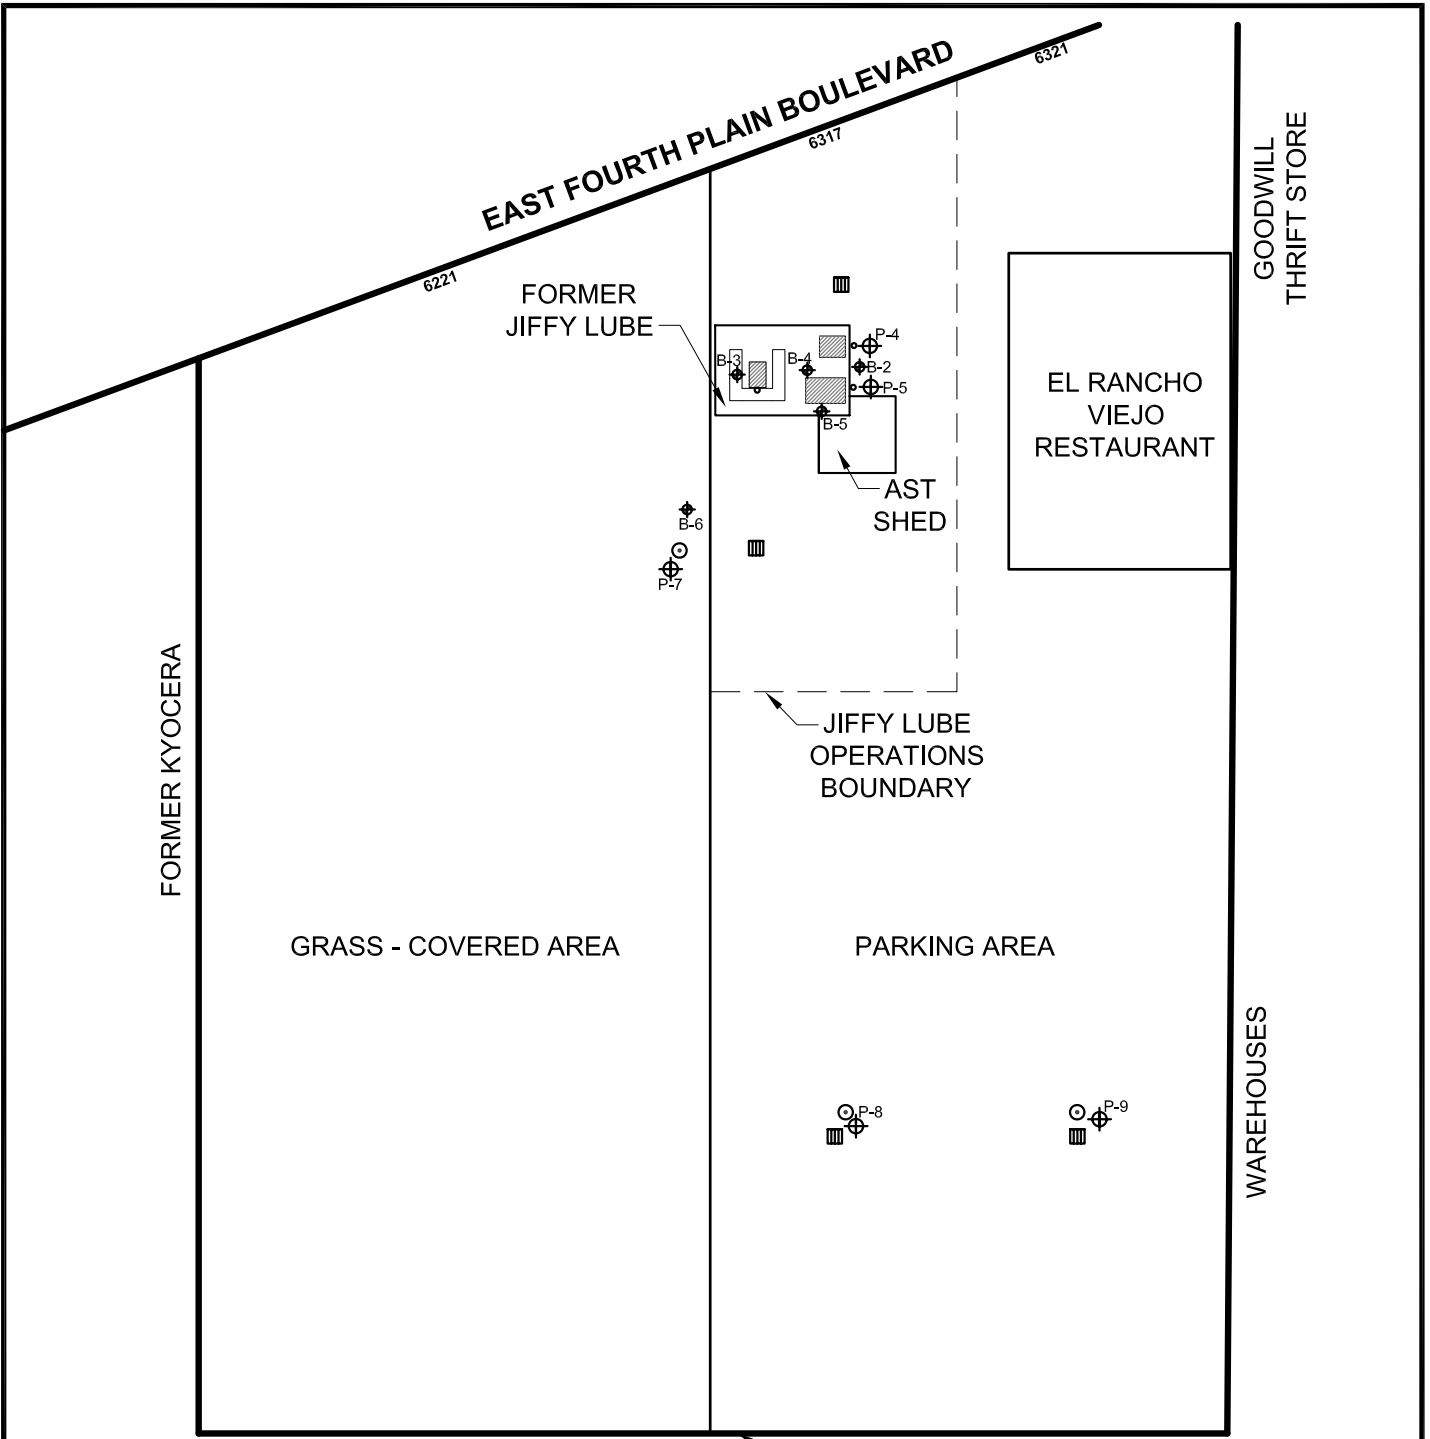 EAST FOURTH PLAIN BOULEVARD
6321
6317
6221
GOODWILL
THRIFT STORE
FORMER
JIFFY LUBE
P-4
B-3
B-4
B-2
P-5
B-5
EL RANCHO
VIEJO
RESTAURANT
AST
SHED
B-6
P-7
FORMER KYOCERA
JIFFY LUBE
OPERATIONS
BOUNDARY
GRASS - COVERED AREA
PARKING AREA
WAREHOUSES
P-8
P-9